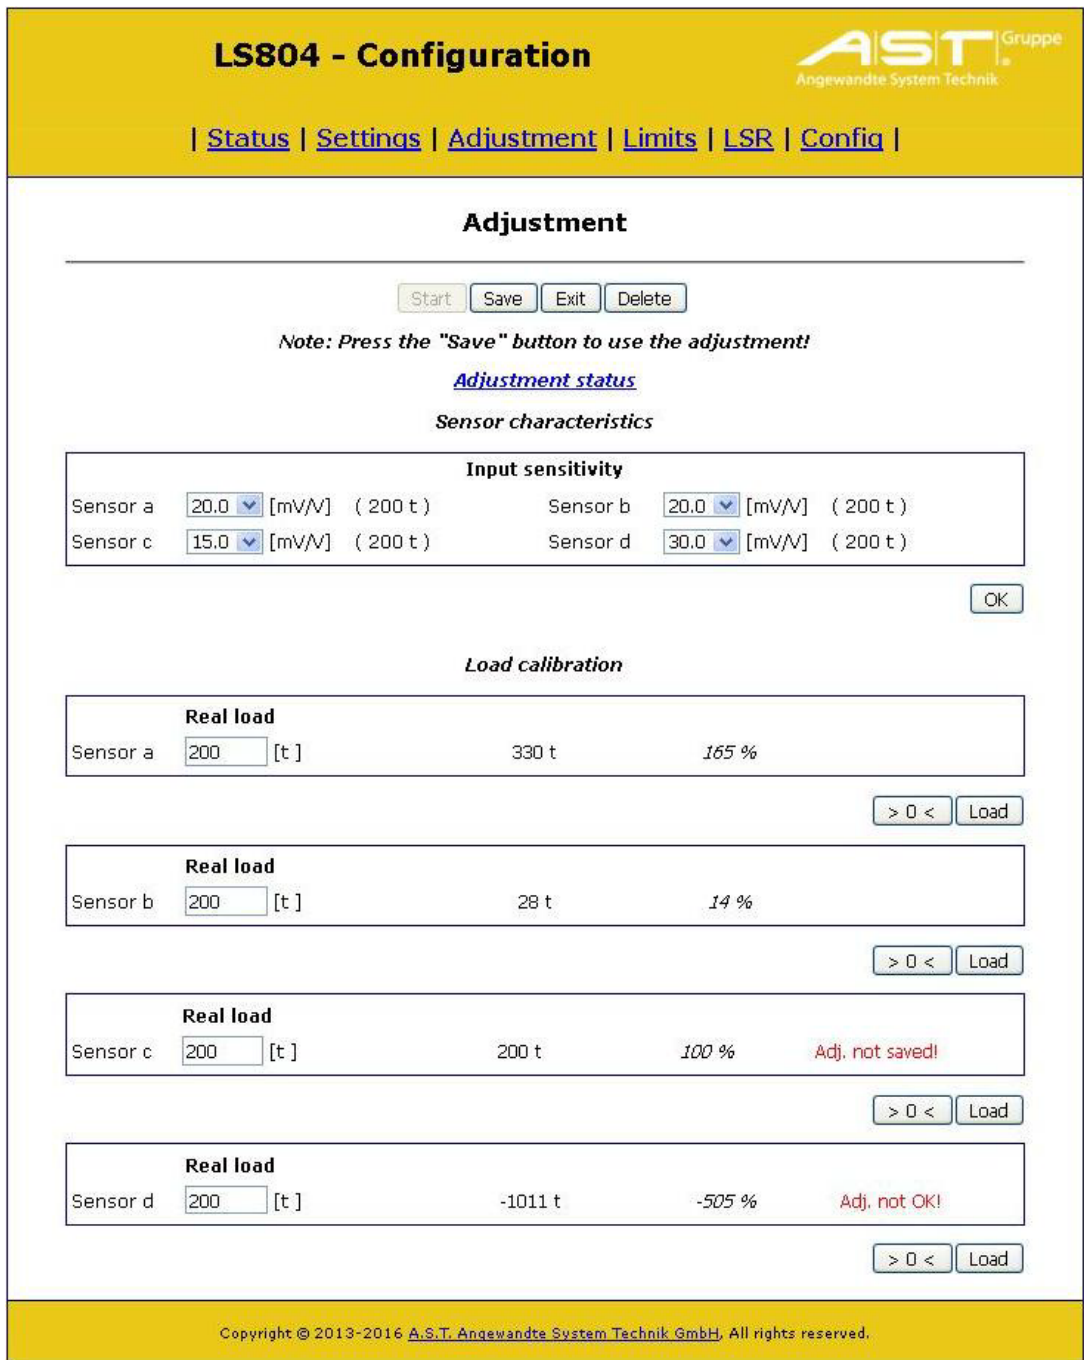 LS804 - Configuration
A|S|T. Gruppe
Angewandte System Technik
| Status | Settings | Adjustment | Limits | LSR | Config |
Adjustment
Start Save Exit Delete
Note: Press the "Save" button to use the adjustment!
Adjustment status
Sensor characteristics
Input sensitivity
Sensor a 20.0 [mV/V] ( 200 t ) Sensor b 20.0 [mV/V] ( 200 t )
Sensor c 15.0 [mV/V] ( 200 t ) Sensor d 30.0 [mV/V] ( 200 t )
OK
Load calibration
Real load
Sensor a 200 [t ] 330 t 165 %
> 0 < Load
Real load
Sensor b 200 [t ] 28 t 14 %
> 0 < Load
Real load
Sensor c 200 [t ] 200 t 100 % Adj. not saved!
> 0 < Load
Real load
Sensor d 200 [t ] -1011 t -505 % Adj. not OK!
> 0 < Load
Copyright © 2013-2016 A.S.T. Angewandte System Technik GmbH, All rights reserved.